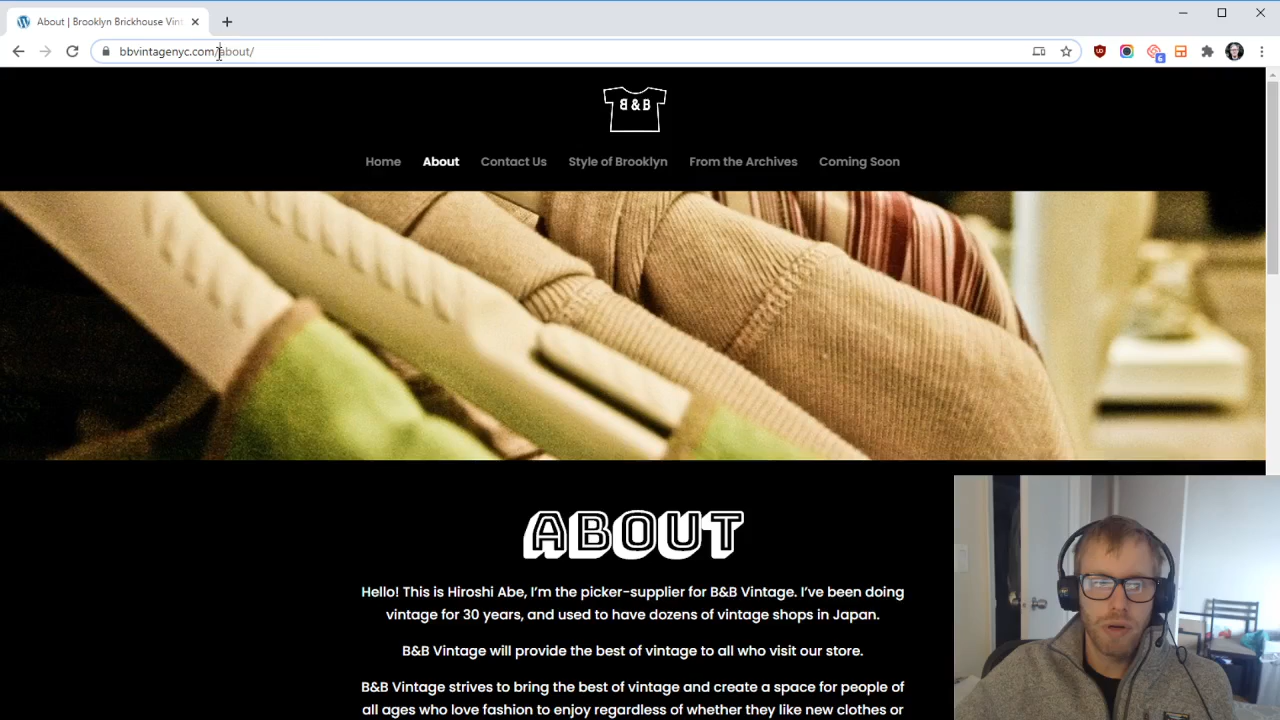 About | Brooklyn Brickhouse Vint
bbvintagenyc.com/about/
6
B & B
Home About Contact Us Style of Brooklyn From the Archives Coming Soon
ABOUT
Hello! This is Hiroshi Abe, I'm the picker-supplier for B&B Vintage. I've been doing
vintage for 30 years, and used to have dozens of vintage shops in Japan.
B&B Vintage will provide the best of vintage to all who visit our store.
B&B Vintage strives to bring the best of vintage and create a space for people of
all ages who love fashion to enjoy regardless of whether they like new clothes or